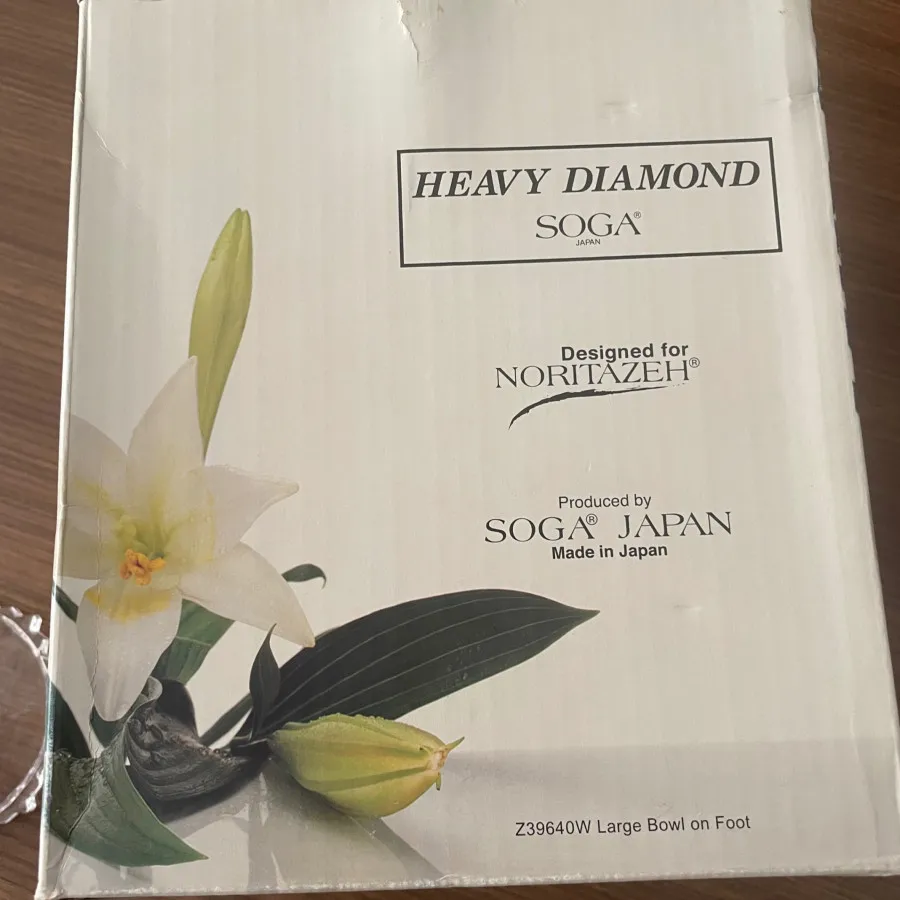 HEAVY DIAMOND
SOGA®
JAPAN
Designed for
NORITAZEH®
Produced by
SOGA® JAPAN
Made in Japan
Z39640W Large Bowl on Foot